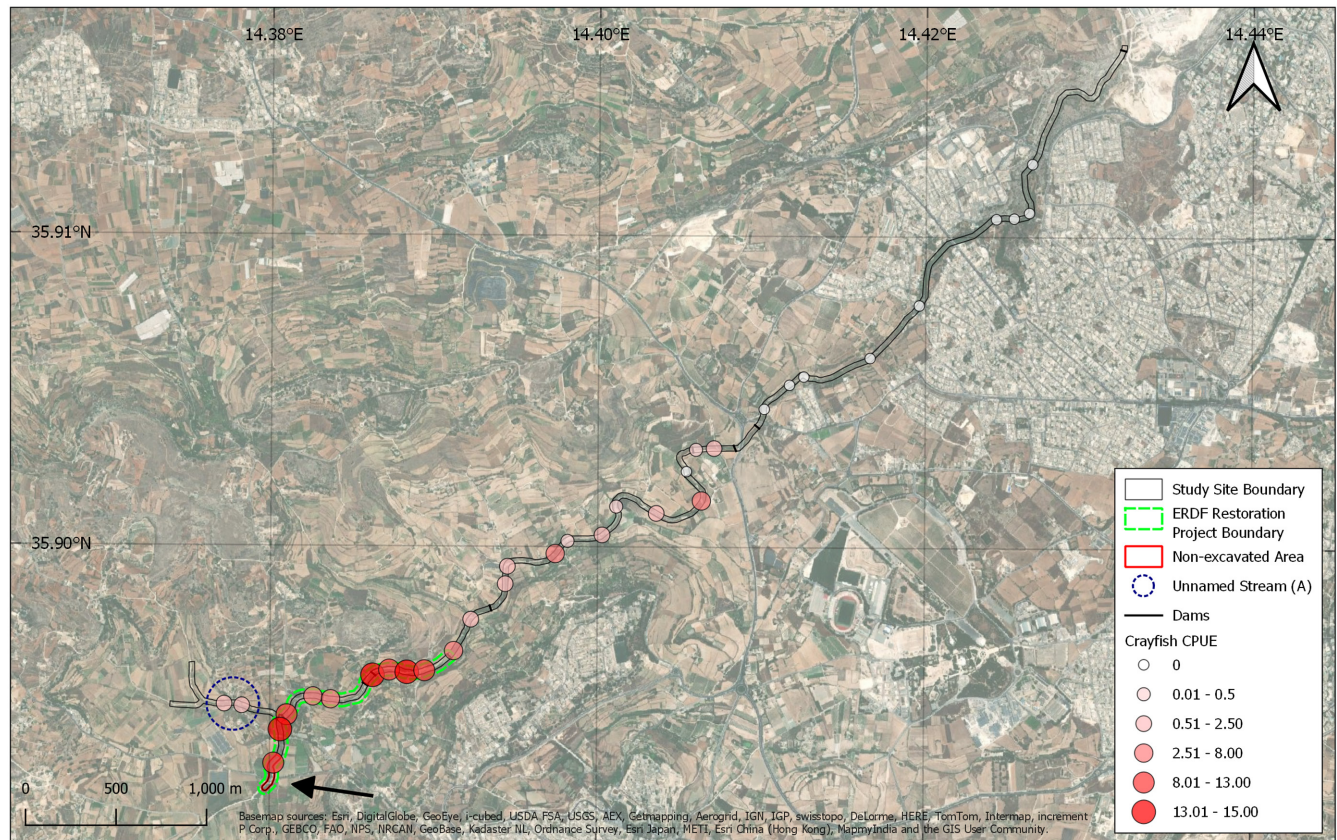 14.38°E
14.40°E
14.42°E
14.44°E
35.91°N
35.90°N
Study Site Boundary
ERDF Restoration
Project Boundary
Non-excavated Area
Unnamed Stream (A)
Dams
Crayfish CPUE
0
0.01 - 0.5
0.51 - 2.50
2.51 - 8.00
8.01 - 13.00
13.01 - 15.00
0 500 1,000 m
Basemap sources: Esri, DigitalGlobe, GeoEye, i-cubed, USDA FSA, USGS, AEX, Getmapping, Aerogrid, IGN, IGP, swisstopo, DeLorme, HERE, TomTom, Intermap, increment
P Corp., GEBCO, FAO, NPS, NRCAN, GeoBase, Kadaster NL, Ordnance Survey, Esri Japan, METI, Esri China (Hong Kong), MapmyIndia and the GIS User Community.